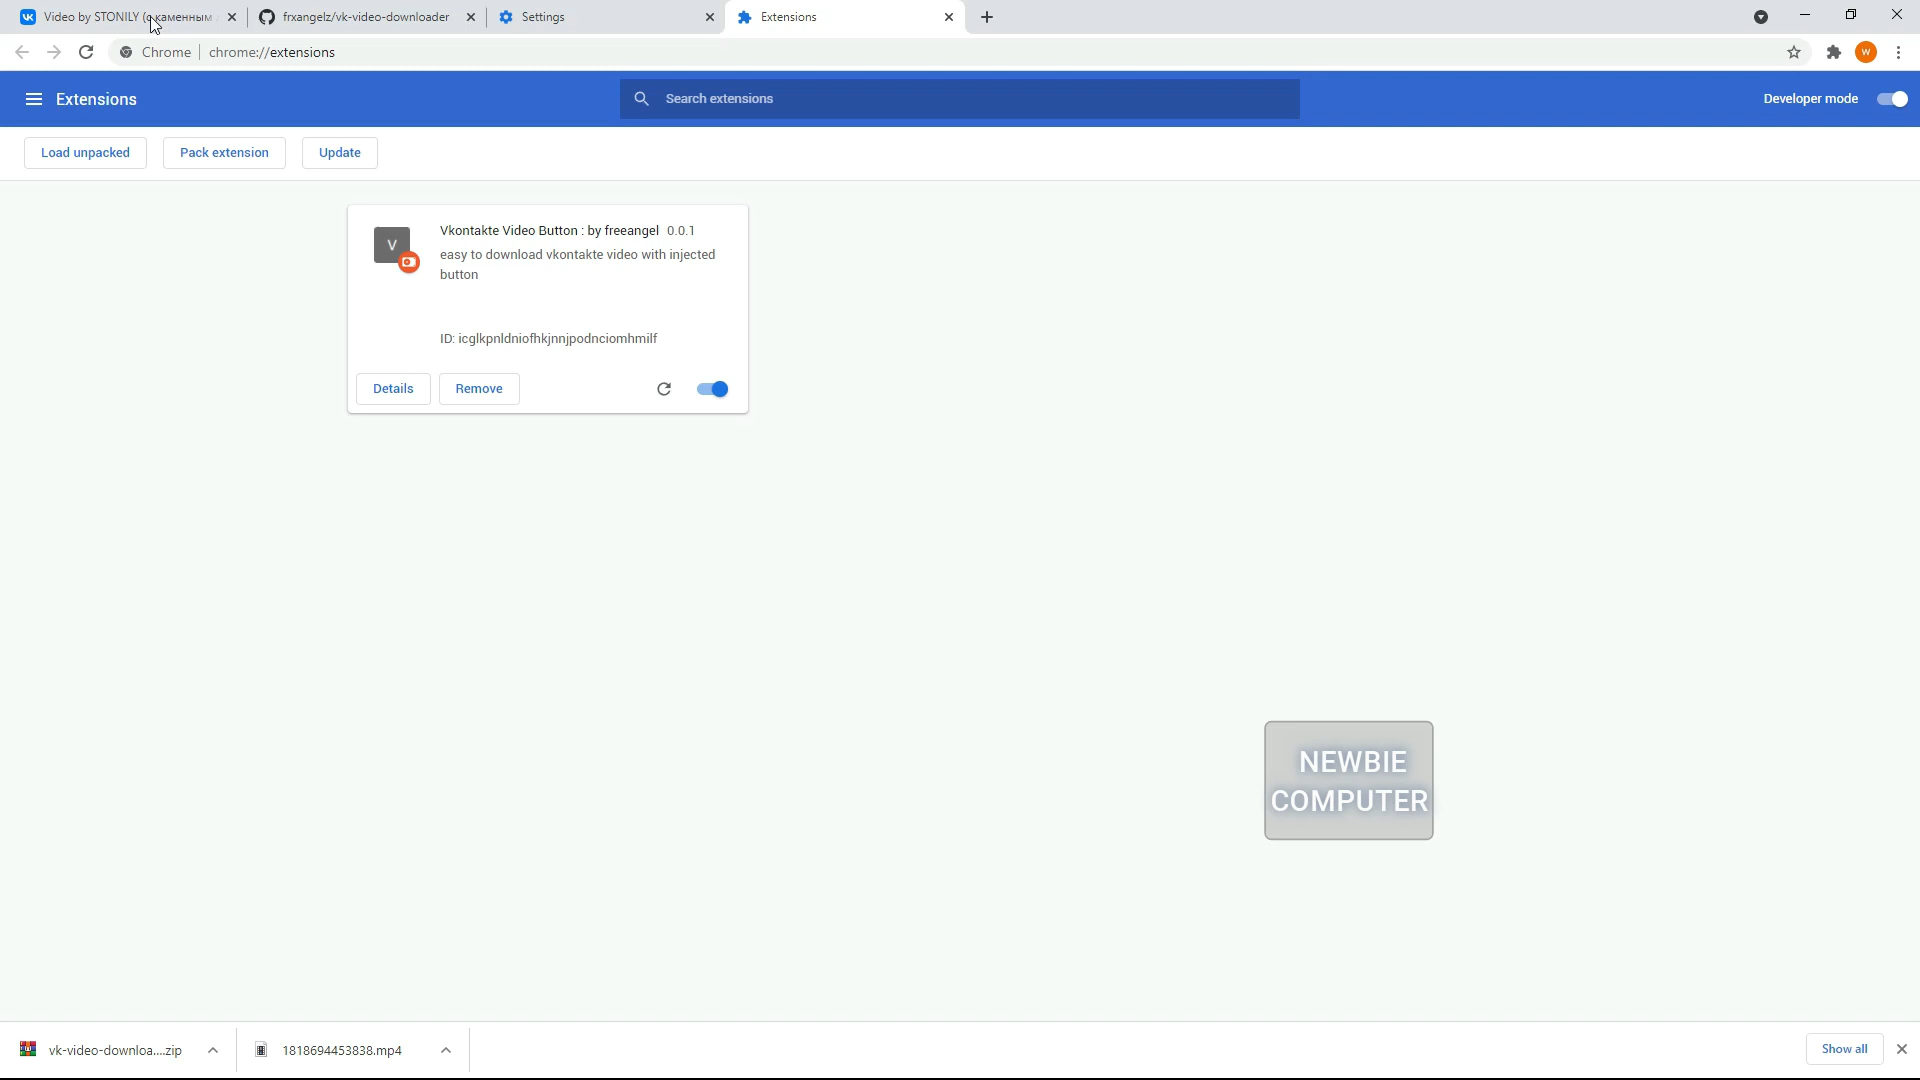 Video by STONILY (с каменным
frxangelz/vk-video-downloader
Settings
Extensions
Chrome
chrome://extensions
W
Extensions
Search extensions
Developer mode
Load unpacked
Pack extension
Update
V
Vkontakte Video Button : by freeangel 0.0.1
easy to download vkontakte video with injected
button
ID: icglkpnldniofhkjnnjpodnciomhmilf
Details
Remove
NEWBIE
COMPUTER
vk-video-downloa....zip
1818694453838.mp4
Show all